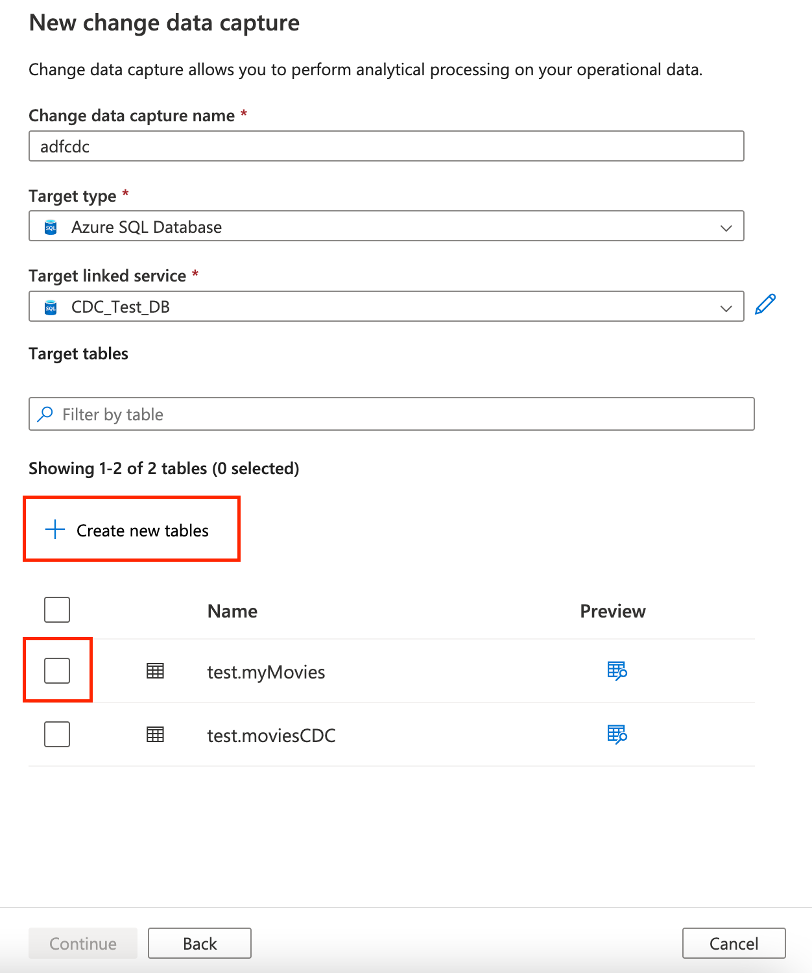 New change data capture
Change data capture allows you to perform analytical processing on your operational data.
Change data capture name *
adfcdc
Target type *
SQL Azure SQL Database
Target linked service *
SQL CDC_Test_DB
Target tables
Filter by table
Showing 1-2 of 2 tables (0 selected)
Create new tables
Name Preview
test.myMovies
test.moviesCDC
Continue Back Cancel